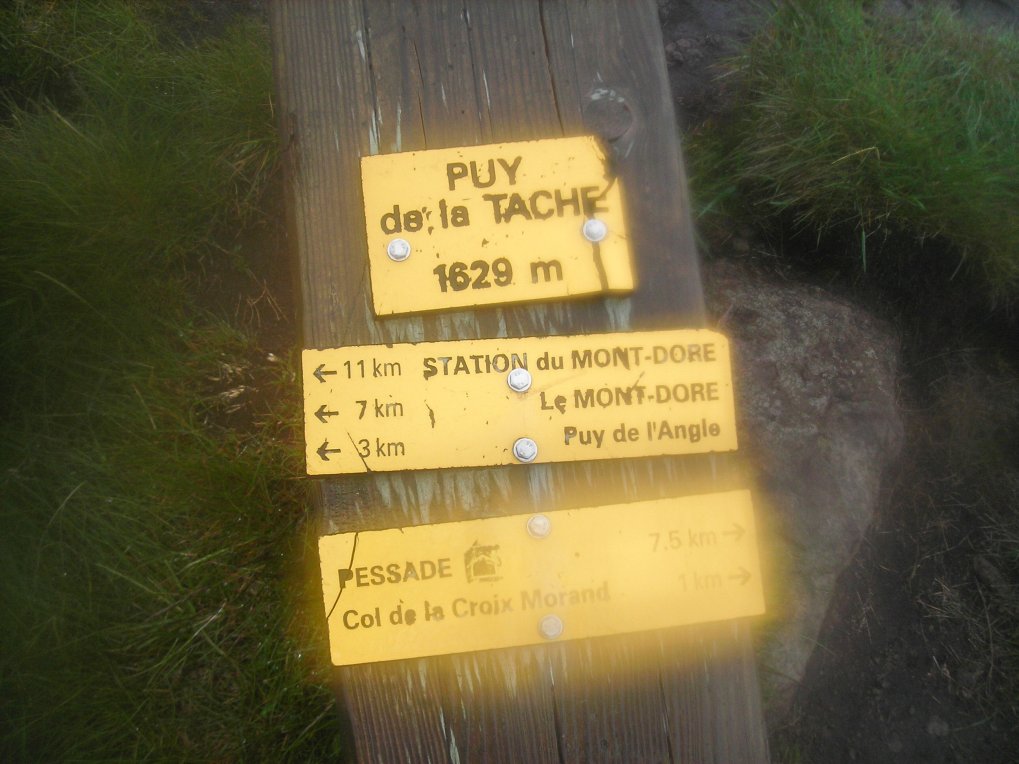 PUY
de la TACHE
1629 m
← 11 km STATION du MONT-DORE
← 7 km Le MONT-DORE
← 3 km Puy de l'Angle
PESSADE 7.5 km →
Col de la Croix Morand 1 km →